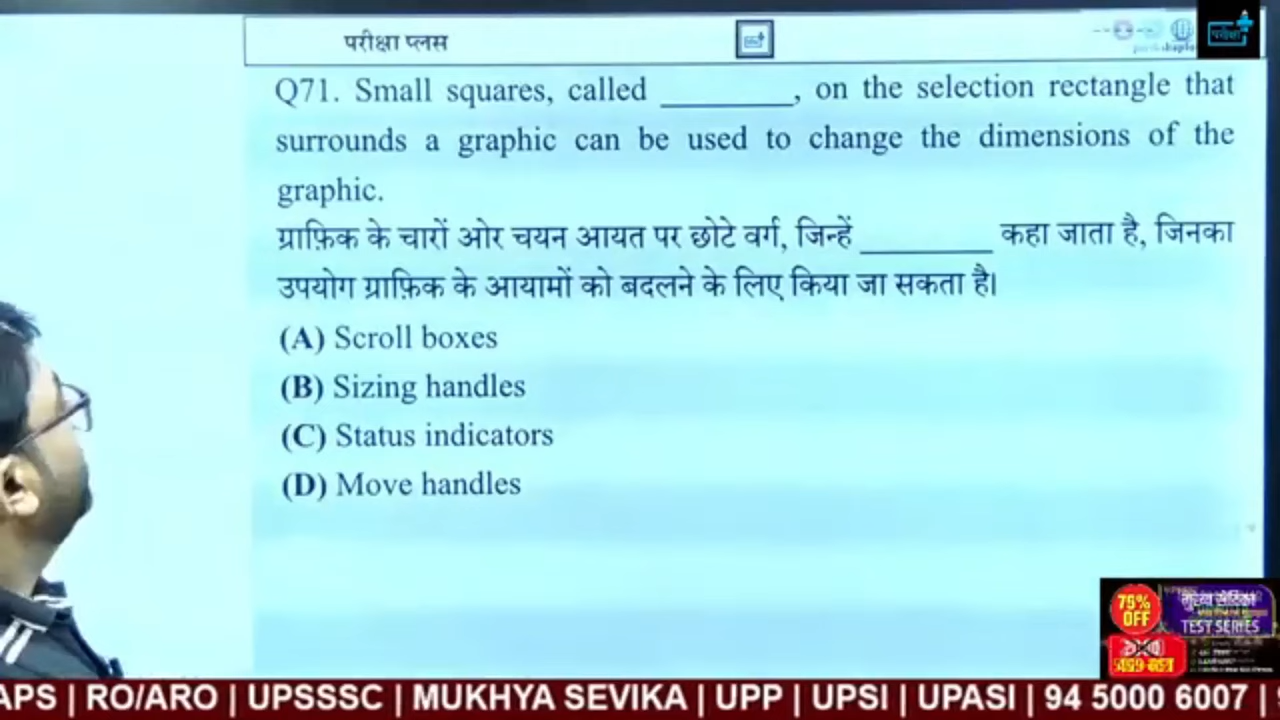 परीक्षा प्लस
परीक्षा
Q71. Small squares, called ________, on the selection rectangle that
surrounds a graphic can be used to change the dimensions of the
graphic.
ग्राफ़िक के चारों ओर चयन आयत पर छोटे वर्ग, जिन्हें ________ कहा जाता है, जिनका
उपयोग ग्राफ़िक के आयामों को बदलने के लिए किया जा सकता है।
(A) Scroll boxes
(B) Sizing handles
(C) Status indicators
(D) Move handles
75%
OFF
मुख्य सेविका
TEST SERIES
APS | RO/ARO | UPSSSC | MUKHYA SEVIKA | UPP | UPSI | UPASI | 94 5000 6007 |